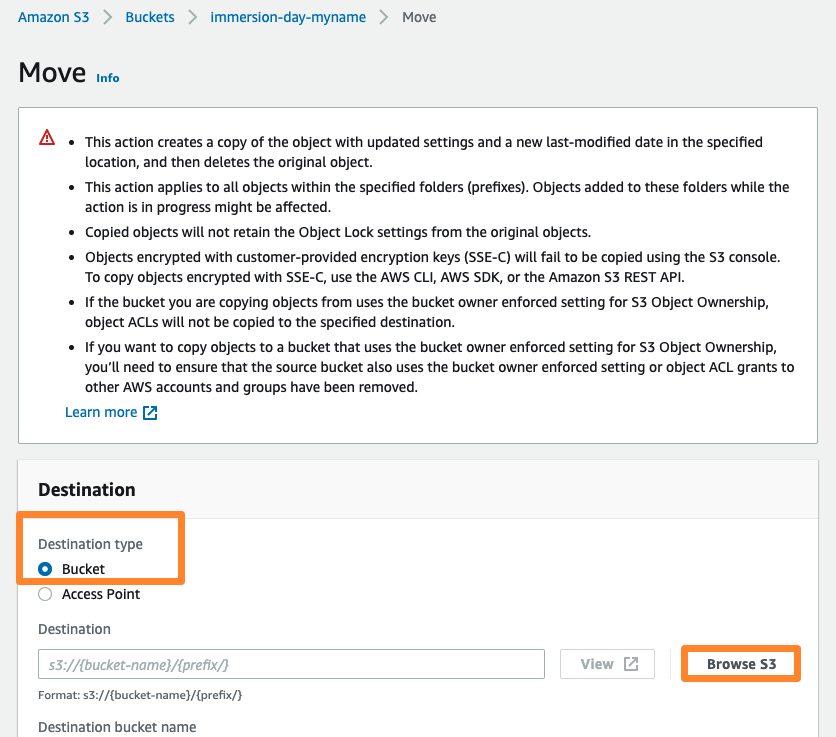 Amazon S3 > Buckets > immersion-day-myname > Move
Move Info
• This action creates a copy of the object with updated settings and a new last-modified date in the specified
location, and then deletes the original object.
• This action applies to all objects within the specified folders (prefixes). Objects added to these folders while the
action is in progress might be affected.
• Copied objects will not retain the Object Lock settings from the original objects.
• Objects encrypted with customer-provided encryption keys (SSE-C) will fail to be copied using the S3 console.
To copy objects encrypted with SSE-C, use the AWS CLI, AWS SDK, or the Amazon S3 REST API.
• If the bucket you are copying objects from uses the bucket owner enforced setting for S3 Object Ownership,
object ACLs will not be copied to the specified destination.
• If you want to copy objects to a bucket that uses the bucket owner enforced setting for S3 Object Ownership,
you’ll need to ensure that the source bucket also uses the bucket owner enforced setting or object ACL grants to
other AWS accounts and groups have been removed.
Learn more
Destination
Destination type
Bucket
Access Point
Destination
s3://{bucket-name}/{prefix/} View Browse S3
Format: s3://{bucket-name}/{prefix/}
Destination bucket name